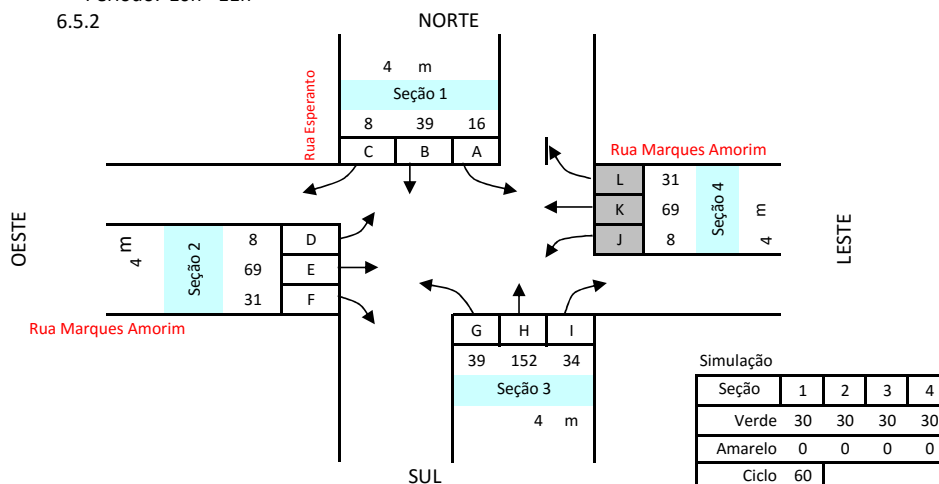 6.5.2
NORTE
4 m
Seção 1
Rua Esperanto
8 39 16
C B A
Rua Marques Amorim
L 31
K 69
J 8
Seção 4
4 m
LESTE
OESTE
4 m
Seção 2
8 D
69 E
31 F
Rua Marques Amorim
G H I
39 152 34
Seção 3
4 m
SUL
Simulação
Seção 1 2 3 4
Verde 30 30 30 30
Amarelo 0 0 0 0
Ciclo 60